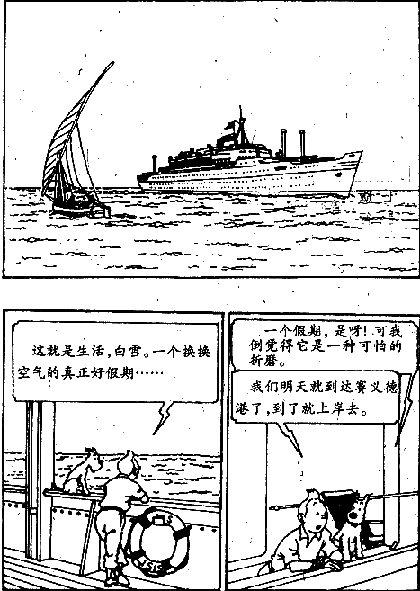 这就是生活,白雪。一个换换
空气的真正好假期……
一个假期,是呀!可我
倒觉得它是一种可怕的
折磨。
我们明天就到达赛义德
港了,到了就上岸去。